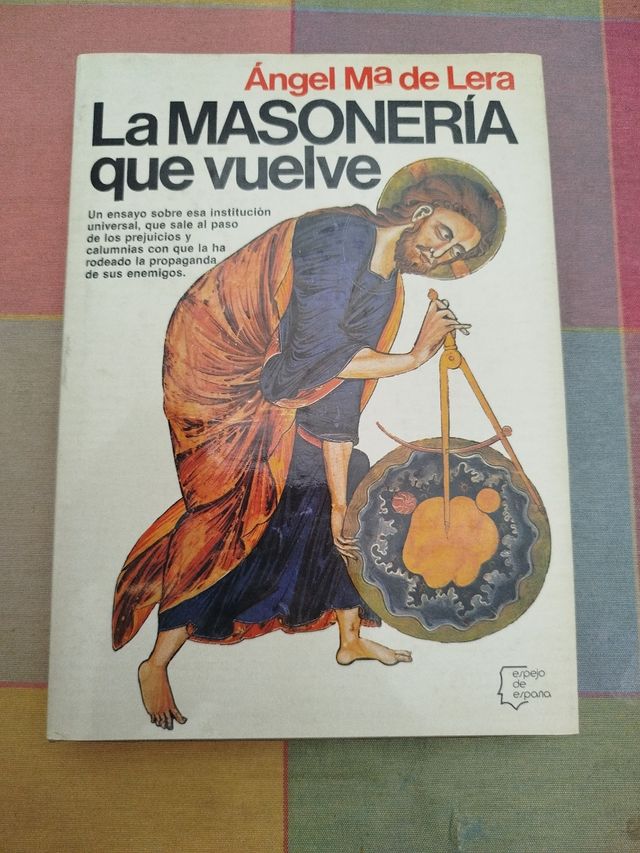 Ángel Mª de Lera
La MASONERÍA
que vuelve
Un ensayo sobre esa institución
universal, que sale al paso
de los prejuicios y
calumnias con que la ha
rodeado la propaganda
de sus enemigos.
espejo
de
españa